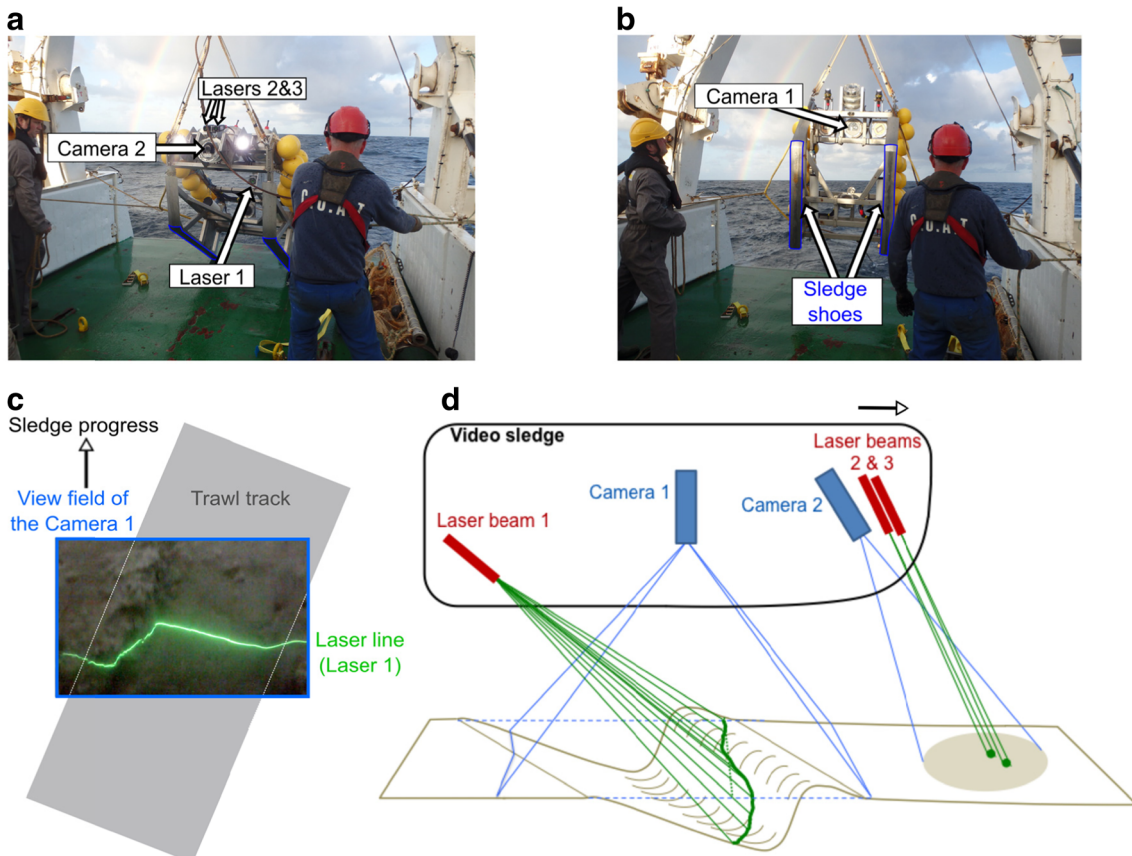 a
Lasers 2&3
Camera 2
C.O.A.T
Laser 1
b
Camera 1
Sledge
shoes
c
Sledge progress
View field of
the Camera 1
Trawl track
Laser line
(Laser 1)
d
Video sledge
Laser beams
2 & 3
Camera 1
Camera 2
Laser beam 1